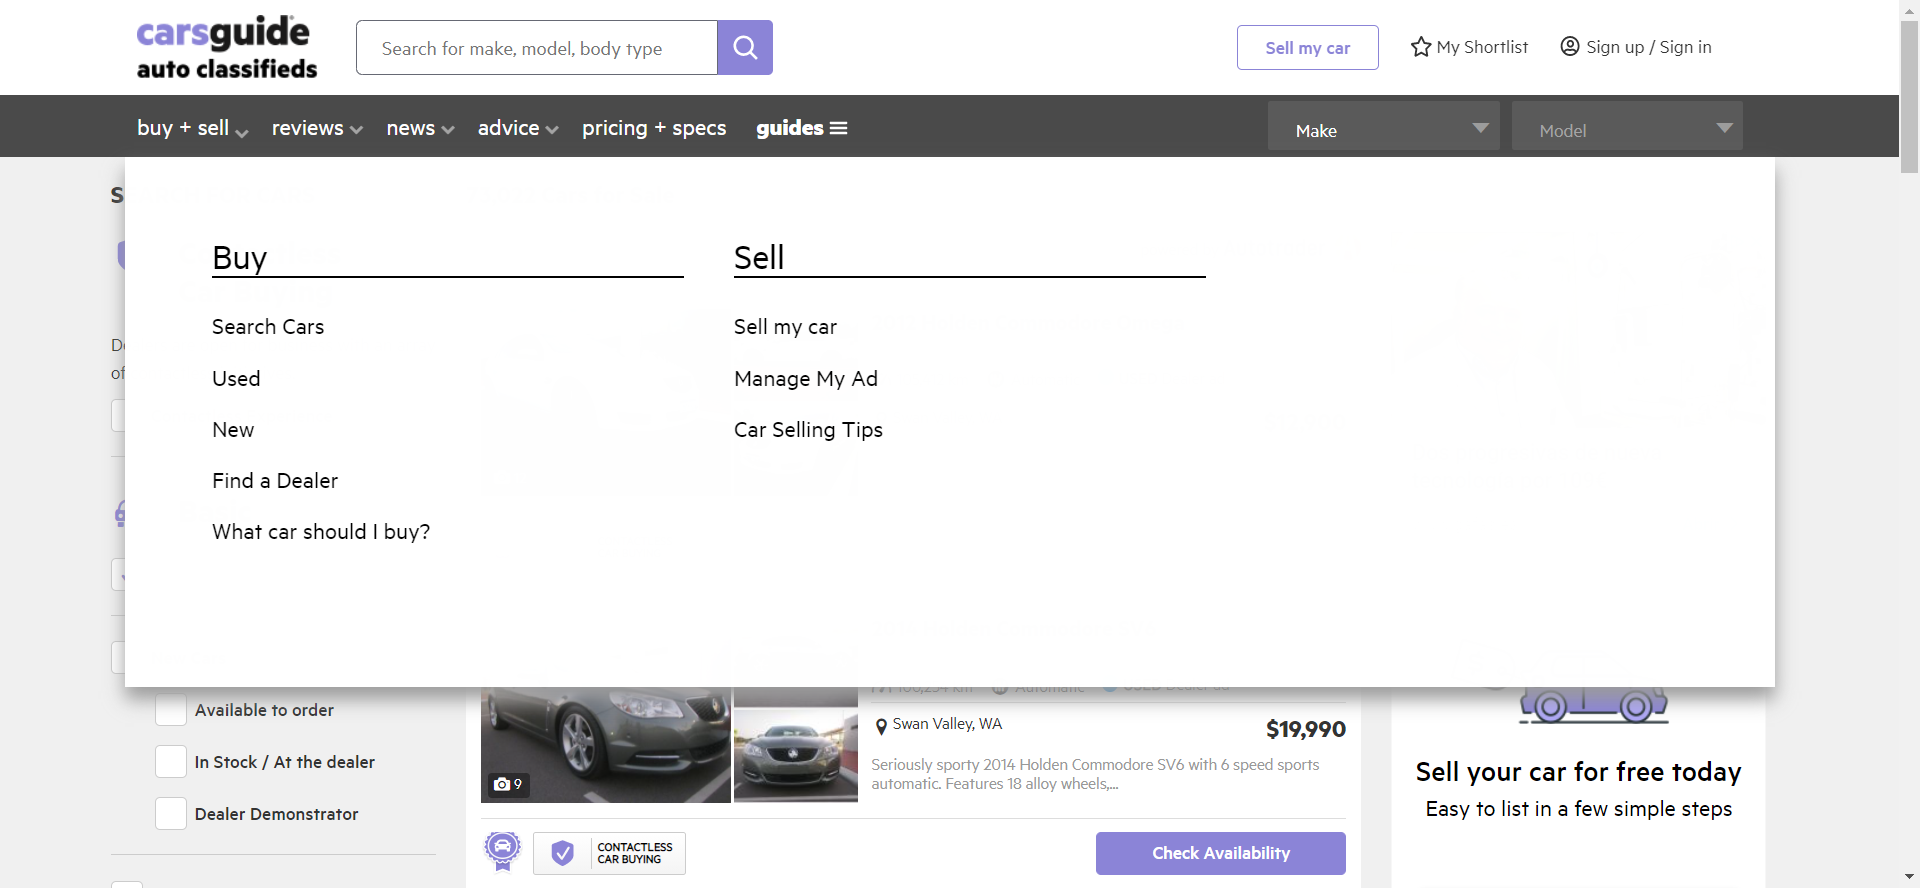 carsguide
auto classifieds
Search for make, model, body type
Sell my car
My Shortlist
Sign up / Sign in
buy + sell
reviews
news
advice
pricing + specs
guides
Make
Model
Buy
Search Cars
Used
New
Find a Dealer
What car should I buy?
Sell
Sell my car
Manage My Ad
Car Selling Tips
Available to order
In Stock / At the dealer
Dealer Demonstrator
9
Swan Valley, WA
$19,990
Seriously sporty 2014 Holden Commodore SV6 with 6 speed sports
automatic. Features 18 alloy wheels,...
CONTACTLESS
CAR BUYING
Check Availability
Sell your car for free today
Easy to list in a few simple steps